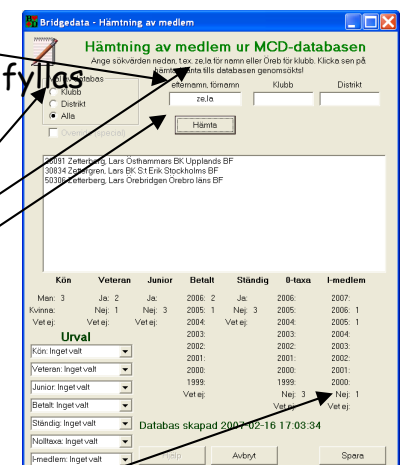 Bridgedata - Hämtning av medlem
Hämtning av medlem ur MCD-databasen
Ange sökvärden nedan, t.ex. ze.la för namn eller Öreb för klubb. Klicka sen på
tills databasen genomsökts!
fylls
Val av databas
Klubb
Distrikt
Alla
efternamn, förnamn Klubb Distrikt
ze.la
Hämta
Zetterberg, Lars Östhammars BK Upplands BF
30834 Zettergren, Lars BK S:t Erik Stockholms BF
50306 Zetterberg, Lars Örebridgen Örebro läns BF
Kön Veteran Junior Betalt Ständig 0-taxa I-medlem
Man: 3 Ja: 2 Ja: 2006: 2 Ja: 2006: 2007:
Kvinna: Nej: 1 Nej: 3 2005: 1 Nej: 3 2005: 2006: 1
Vet ej: Vet ej: Vet ej: 2004: Vet ej: 2004: 2005: 1
Urval 2003: 2003: 2004:
Kön: Inget valt 2002: 2002: 2003:
2001: 2001: 2002:
Veteran: Inget valt 2000: 2000: 2001:
Junior: Inget valt 1999: 1999: 2000:
Vet ej: Nej: 3 Nej: 1
Betalt: Inget valt Vet ej: Vet ej:
Ständig: Inget valt Databas skapad 2007-02-16 17:03:34
Nolltaxa: Inget valt
I-medlem: Inget valt Hjälp Avbryt Spara